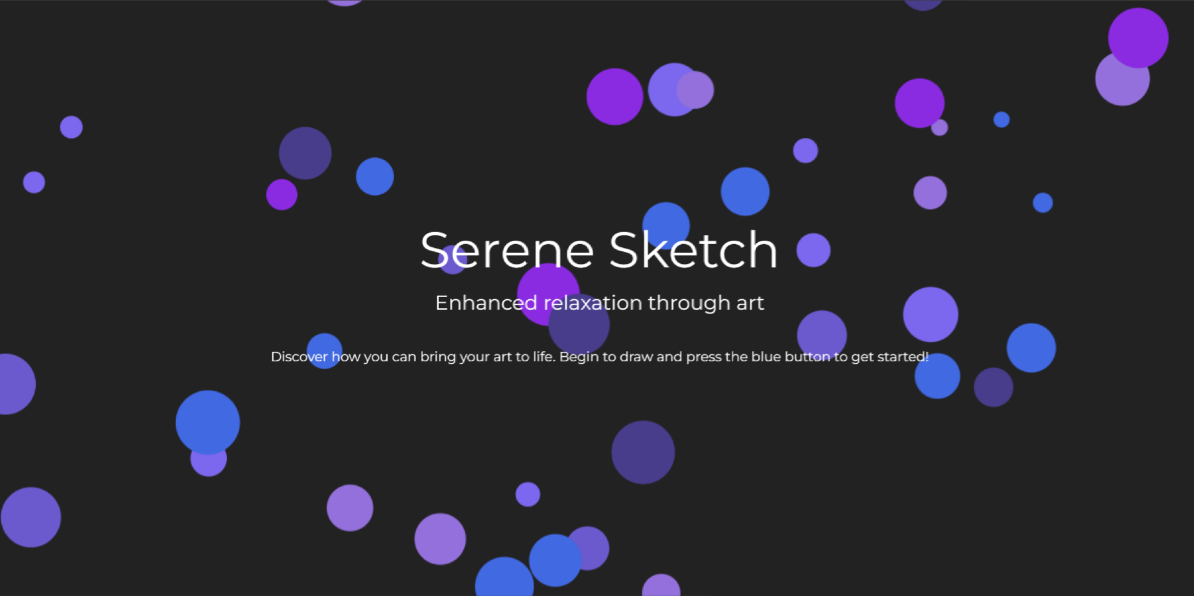 Serene Sketch
Enhanced relaxation through art
Discover how you can bring your art to life. Begin to draw and press the blue button to get started!